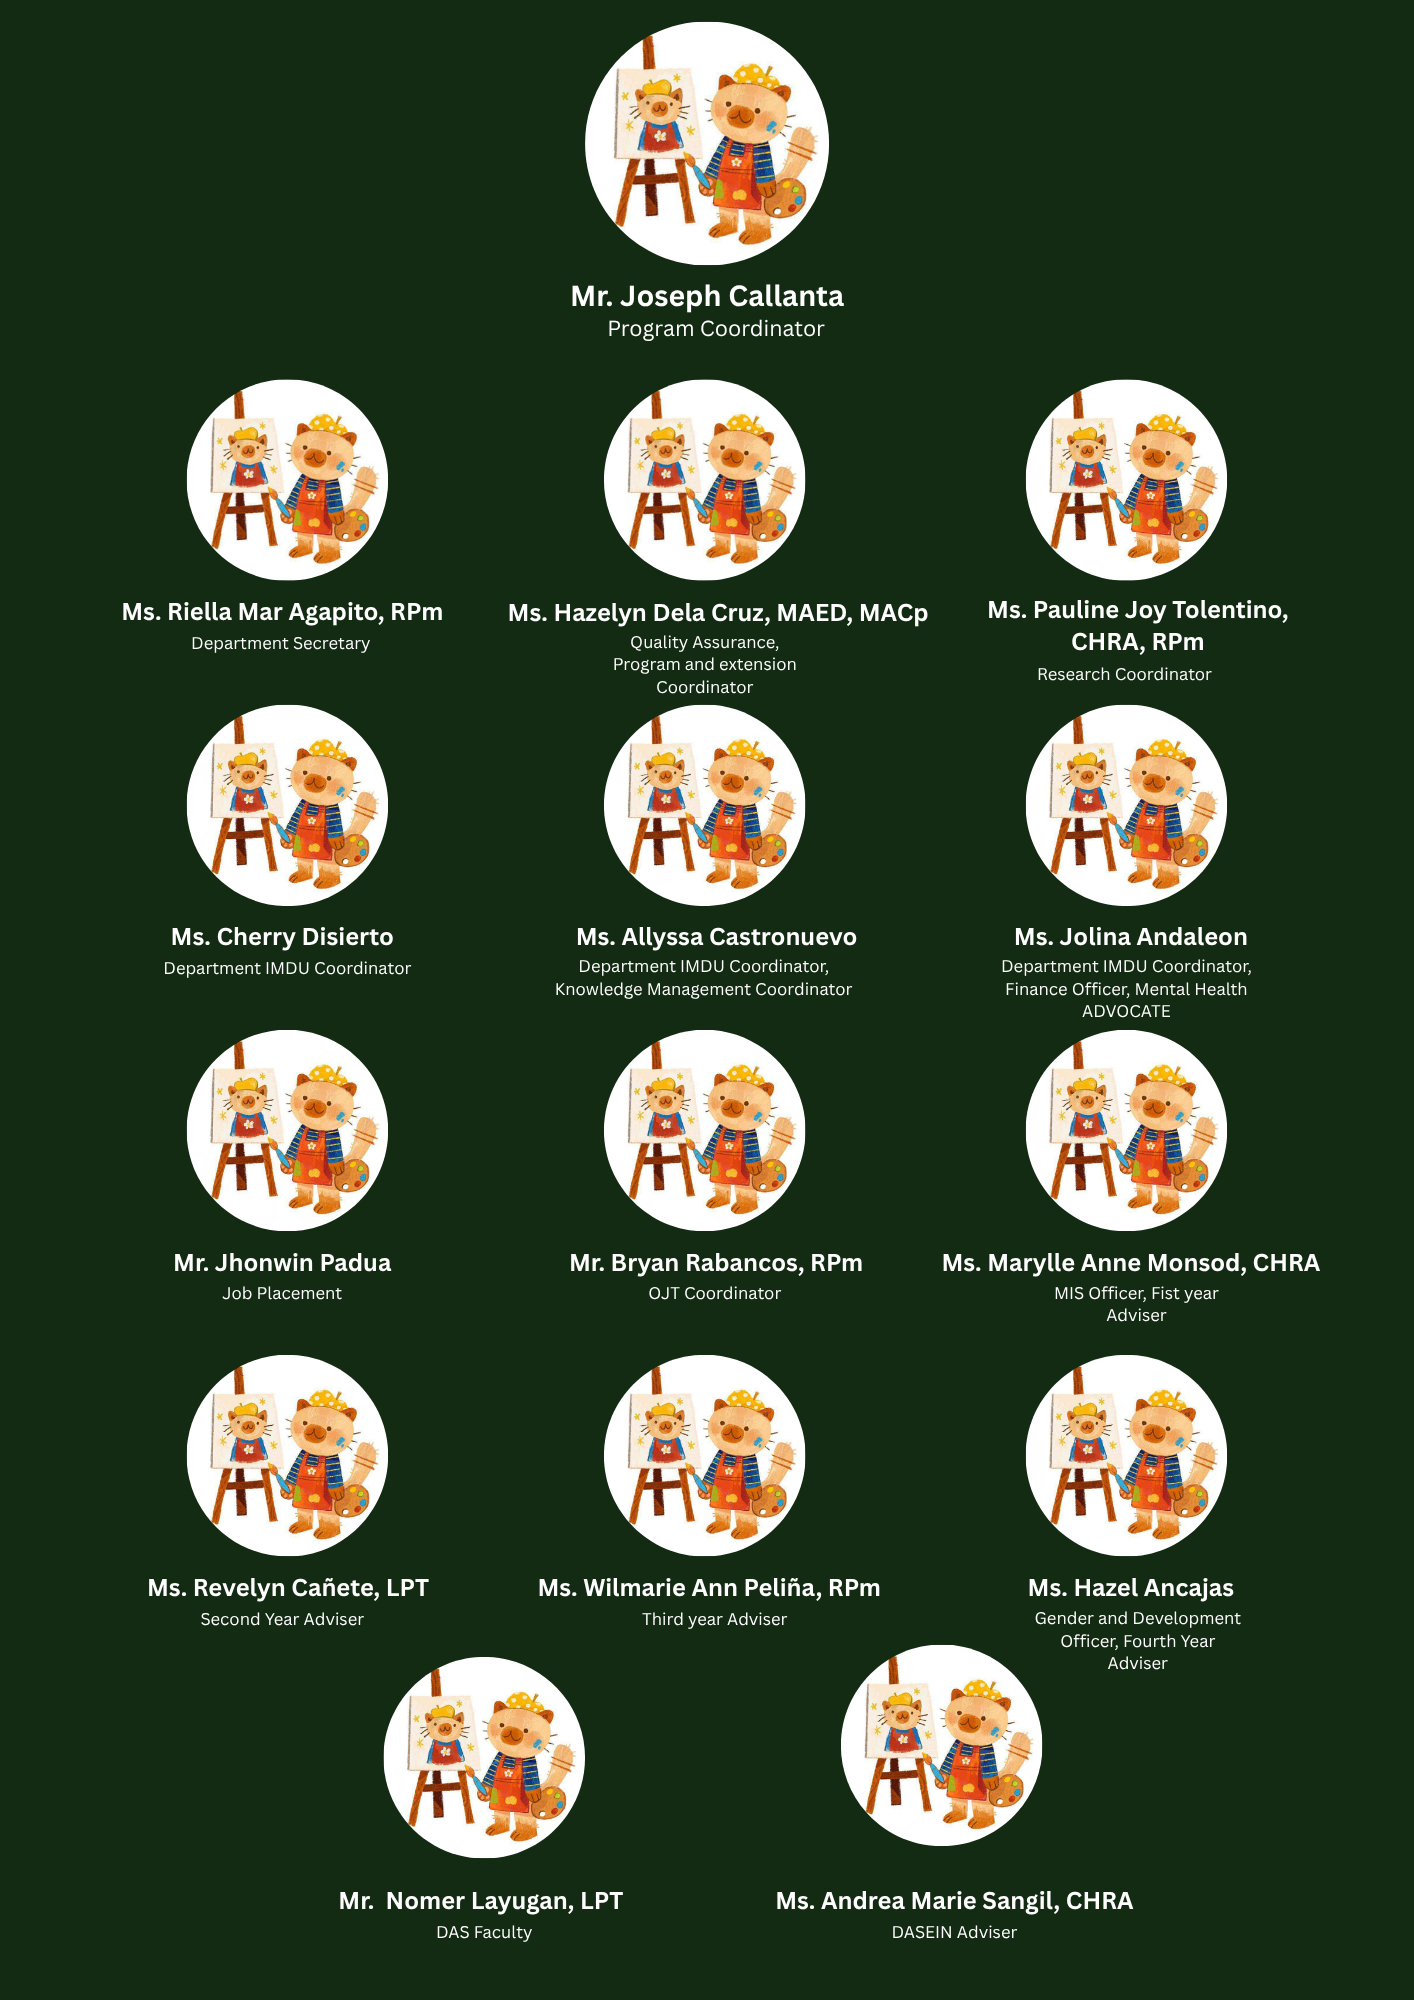 Mr. Joseph Callanta
Program Coordinator
Ms. Riella Mar Agapito, RPm
Department Secretary
Ms. Hazelyn Dela Cruz, MAED, MACp
Quality Assurance,
Program and extension
Coordinator
Ms. Pauline Joy Tolentino,
CHRA, RPm
Research Coordinator
Ms. Cherry Disierto
Department IMDU Coordinator
Ms. Allyssa Castronuevo
Department IMDU Coordinator,
Knowledge Management Coordinator
Ms. Jolina Andaleon
Department IMDU Coordinator,
Finance Officer, Mental Health
ADVOCATE
Mr. Jhonwin Padua
Job Placement
Mr. Bryan Rabancos, RPm
OJT Coordinator
Ms. Marylle Anne Monsod, CHRA
MIS Officer, Fist year
Adviser
Ms. Revelyn Cañete, LPT
Second Year Adviser
Ms. Wilmarie Ann Peliña, RPm
Third year Adviser
Ms. Hazel Ancajas
Gender and Development
Officer, Fourth Year
Adviser
Mr.  Nomer Layugan, LPT
DAS Faculty
Ms. Andrea Marie Sangil, CHRA
DASEIN Adviser